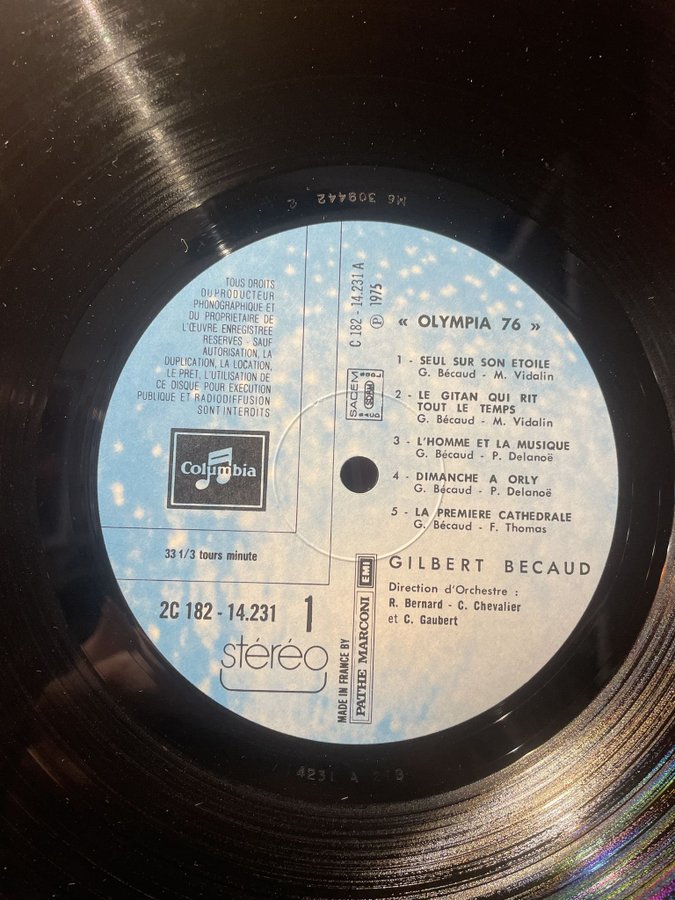 M6 309442 2
TOUS DROITS
DU PRODUCTEUR
PHONOGRAPHIQUE ET
DU PROPRIETAIRE DE
L'ŒUVRE ENREGISTREE
RESERVES - SAUF
AUTORISATION, LA
DUPLICATION, LA LOCATION,
LE PRET, L'UTILISATION DE
CE DISQUE POUR EXECUTION
PUBLIQUE ET RADIODIFFUSION
SONT INTERDITS
Columbia
33 1/3 tours minute
2C 182 - 14.231 1
stéréo
C 182 - 14.231 A
Ⓟ 1975
SACEM
MADE IN FRANCE BY
PATHE MARCONI EMI
« OLYMPIA 76 »
1 - SEUL SUR SON ETOILE
G. Bécaud - M. Vidalin
2 - LE GITAN QUI RIT
TOUT LE TEMPS
G. Bécaud - M. Vidalin
3 - L'HOMME ET LA MUSIQUE
G. Bécaud - P. Delanoë
4 - DIMANCHE A ORLY
G. Bécaud - P. Delanoë
5 - LA PREMIERE CATHEDRALE
G. Bécaud - F. Thomas
GILBERT BECAUD
Direction d'Orchestre :
R. Bernard - C. Chevalier
et C. Gaubert
4231 A